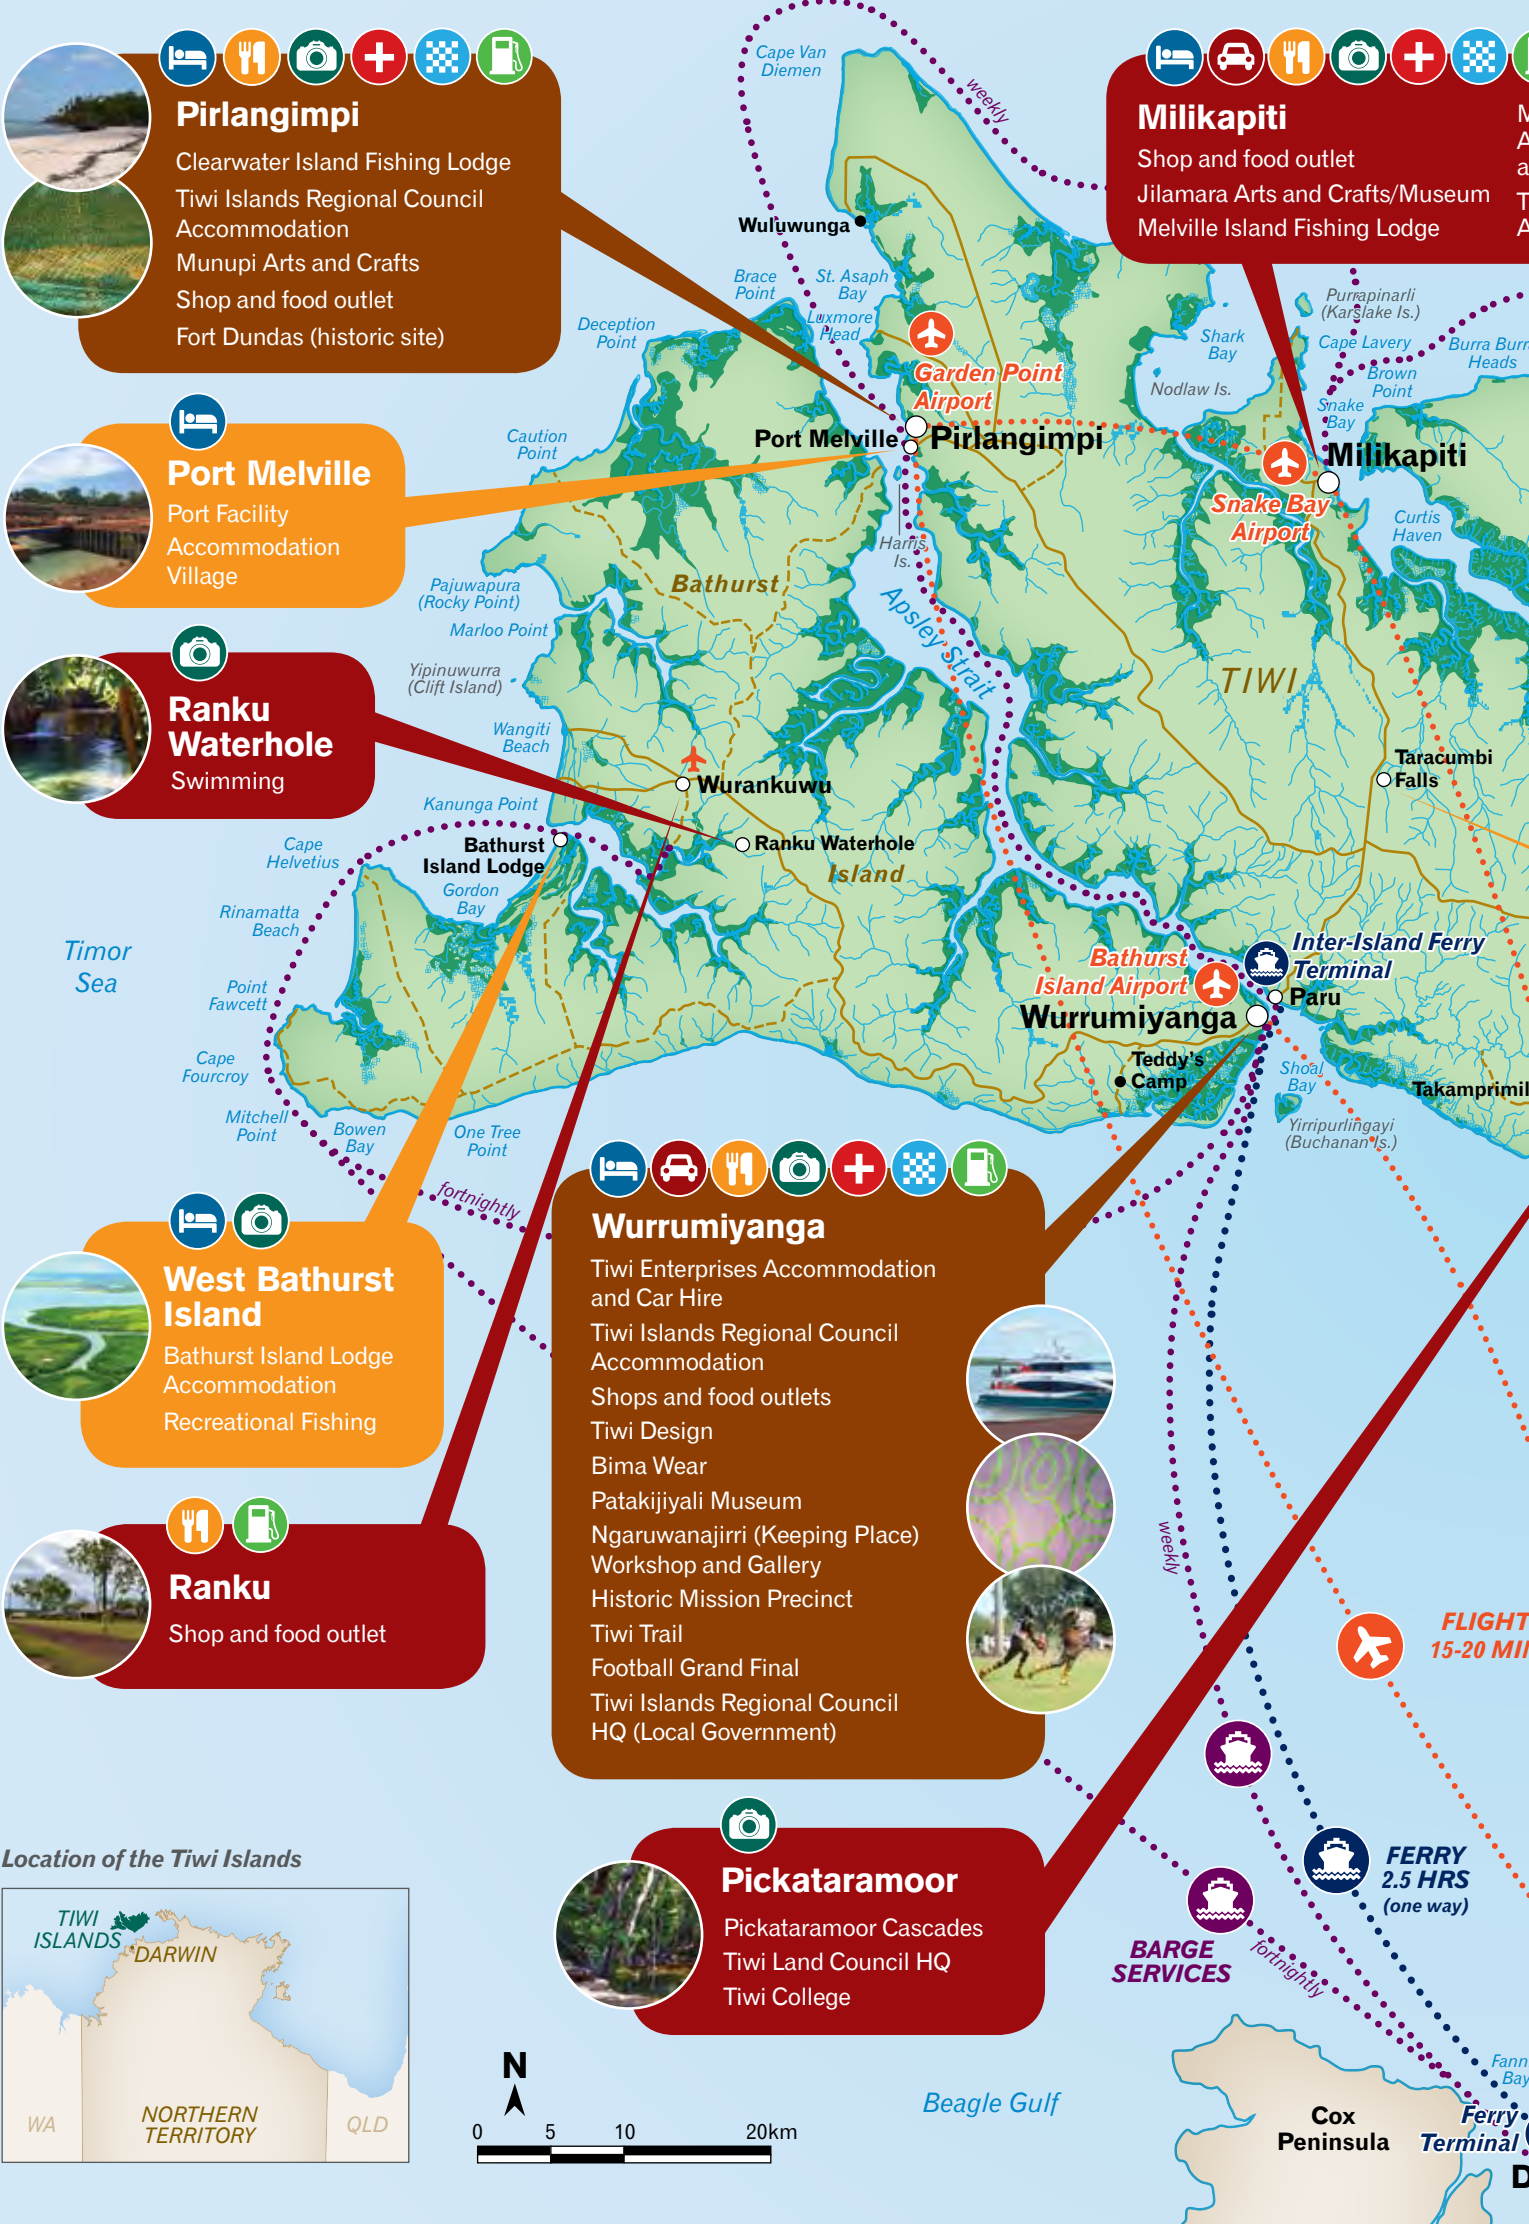 Pirlangimpi
Clearwater Island Fishing Lodge
Tiwi Islands Regional Council
Accommodation
Munupi Arts and Crafts
Shop and food outlet
Fort Dundas (historic site)
Port Melville
Port Facility
Accommodation
Village
Ranku
Waterhole
Swimming
West Bathurst
Island
Bathurst Island Lodge
Accommodation
Recreational Fishing
Ranku
Shop and food outlet
Milikapiti
Shop and food outlet
Jilamara Arts and Crafts/Museum
Melville Island Fishing Lodge
M
A
a
T
A
Cape Van
Diemen
weekly
Wuluwunga
Brace
Point
St. Asaph
Bay
Luxmore
Head
Deception
Point
Garden Point
Airport
Port Melville
Pirlangimpi
Caution
Point
Purrapinarli
(Karslake Is.)
Shark
Bay
Cape Lavery
Burra Burr
Heads
Brown
Point
Nodlaw Is.
Snake
Bay
Milikapiti
Snake Bay
Airport
Curtis
Haven
Harris
Is.
Bathurst
Apsley Strait
Pajuwapura
(Rocky Point)
Marloo Point
Yipinuwurra
(Clift Island)
TIWI
Wangiti
Beach
Taracumbi
Falls
Wurankuwu
Kanunga Point
Bathurst
Island Lodge
Ranku Waterhole
Island
Cape
Helvetius
Gordon
Bay
Rinamatta
Beach
Timor
Sea
Point
Fawcett
Bathurst
Island Airport
Inter-Island Ferry
Terminal
Paru
Wurrumiyanga
Cape
Fourcroy
Teddy's
Camp
Shoal
Bay
Takamprimil
Mitchell
Point
Bowen
Bay
One Tree
Point
Yirripurlingayi
(Buchanan Is.)
fortnightly
Wurrumiyanga
Tiwi Enterprises Accommodation
and Car Hire
Tiwi Islands Regional Council
Accommodation
Shops and food outlets
Tiwi Design
Bima Wear
Patakijiyali Museum
Ngaruwanajirri (Keeping Place)
Workshop and Gallery
Historic Mission Precinct
Tiwi Trail
Football Grand Final
Tiwi Islands Regional Council
HQ (Local Government)
weekly
FLIGHT
15-20 MI
Pickataramoor
Pickataramoor Cascades
Tiwi Land Council HQ
Tiwi College
FERRY
2.5 HRS
(one way)
BARGE
SERVICES
fortnightly
Location of the Tiwi Islands
TIWI
ISLANDS
DARWIN
WA
NORTHERN
TERRITORY
QLD
N
0 5 10 20km
Beagle Gulf
Cox
Peninsula
Fann
Bay
Ferry
Terminal
D